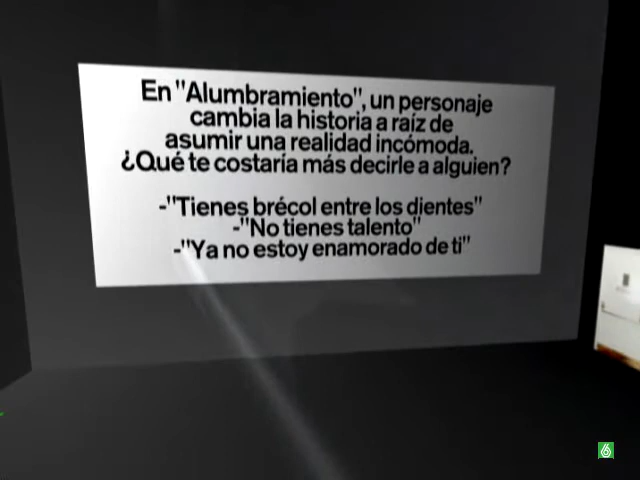 En "Alumbramiento", un personaje
cambia la historia a raíz de
asumir una realidad incómoda.
¿Qué te costaría más decirle a alguien?
-"Tienes brécol entre los dientes"
-"No tienes talento"
-"Ya no estoy enamorado de ti"
6